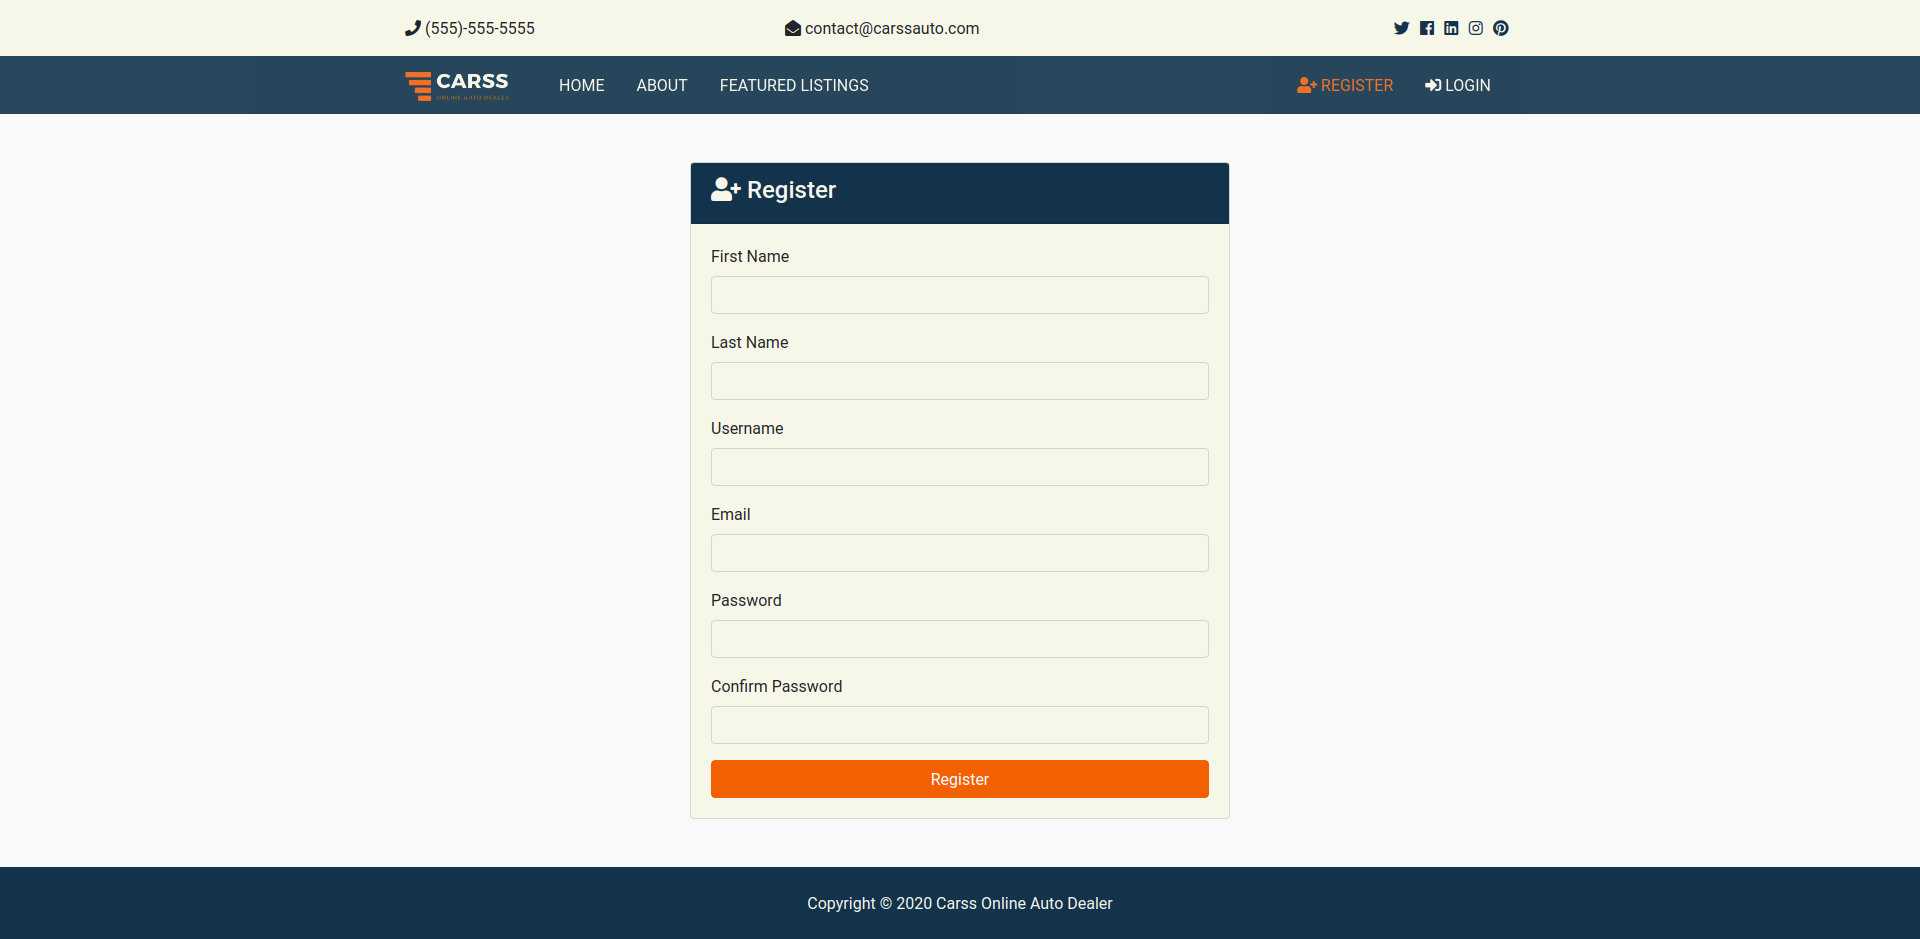 (555)-555-5555
contact@carssauto.com
CARSS
ONLINE AUTO DEALER
HOME
ABOUT
FEATURED LISTINGS
REGISTER
LOGIN
Register
First Name
Last Name
Username
Email
Password
Confirm Password
Register
Copyright © 2020 Carss Online Auto Dealer